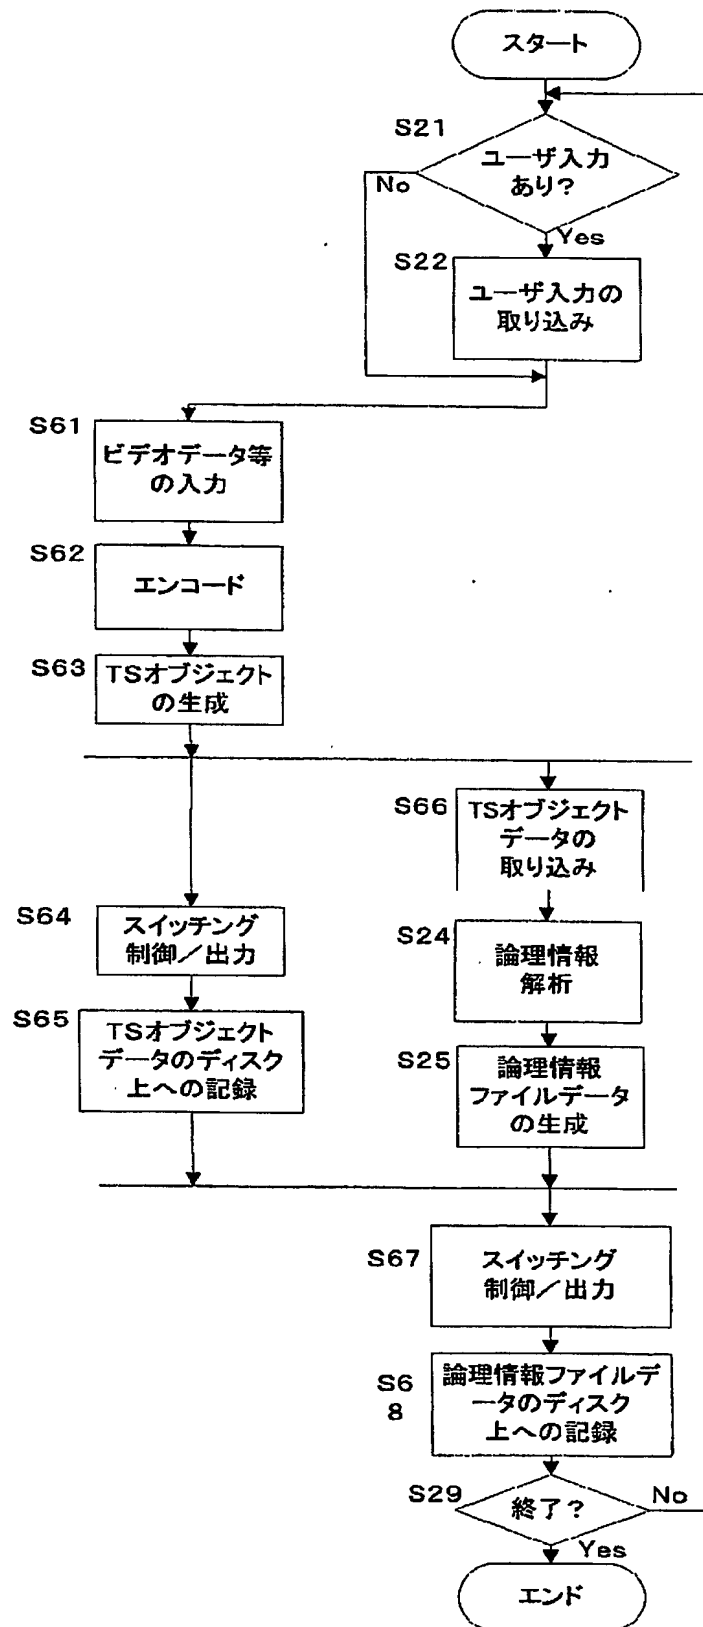 スタート
S21
ユーザ入力
あり?
No
Yes
S22
ユーザ入力の
取り込み
S61
ビデオデータ等
の入力
S62
エンコード
S63
TSオブジェクト
の生成
S66
TSオブジェクト
データの
取り込み
S64
スイッチング
制御/出力
S24
論理情報
解析
S65
TSオブジェクト
データのディスク
上への記録
S25
論理情報
ファイルデータ
の生成
S67
スイッチング
制御/出力
S6
8
論理情報ファイルデ
ータのディスク
上への記録
S29
終了?
No
Yes
エンド